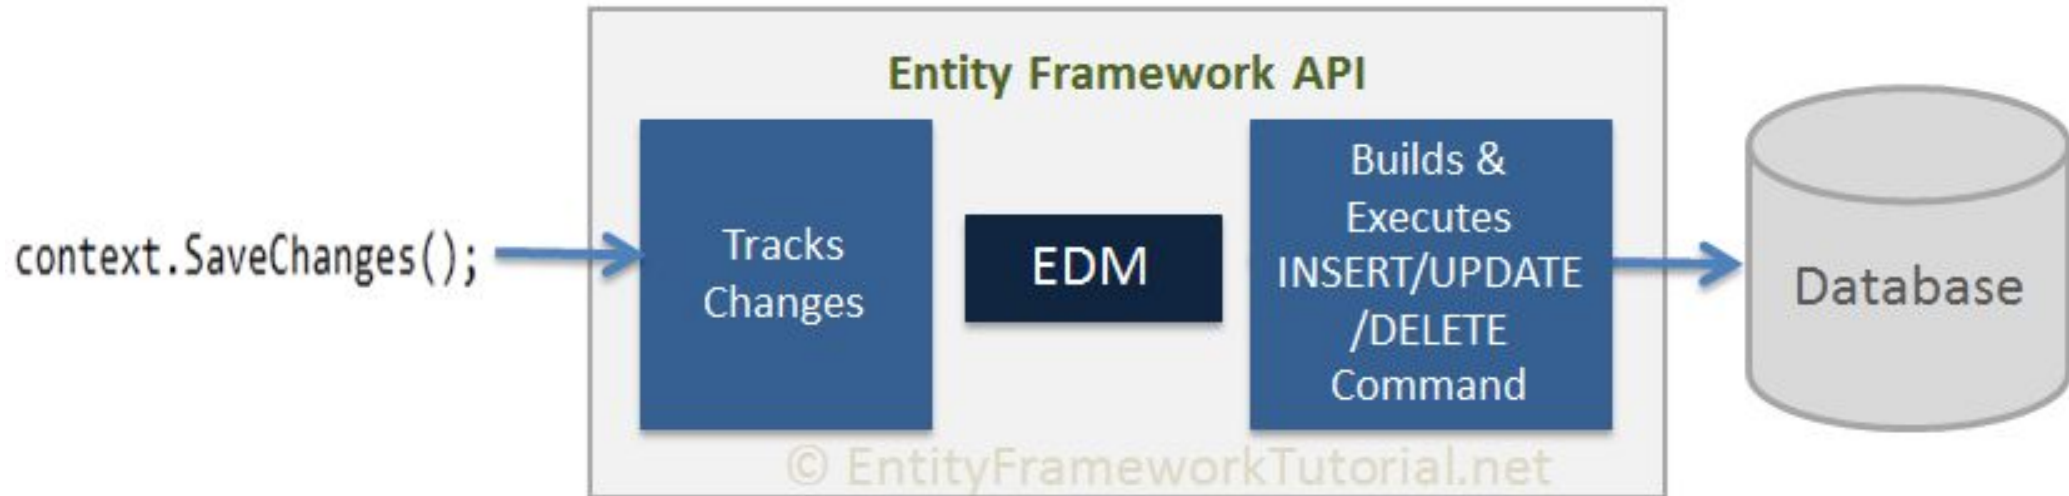 Entity Framework API
context.SaveChanges();
Tracks
Changes
EDM
Builds &
Executes
INSERT/UPDATE
/DELETE
Command
Database
© EntityFrameworkTutorial.net